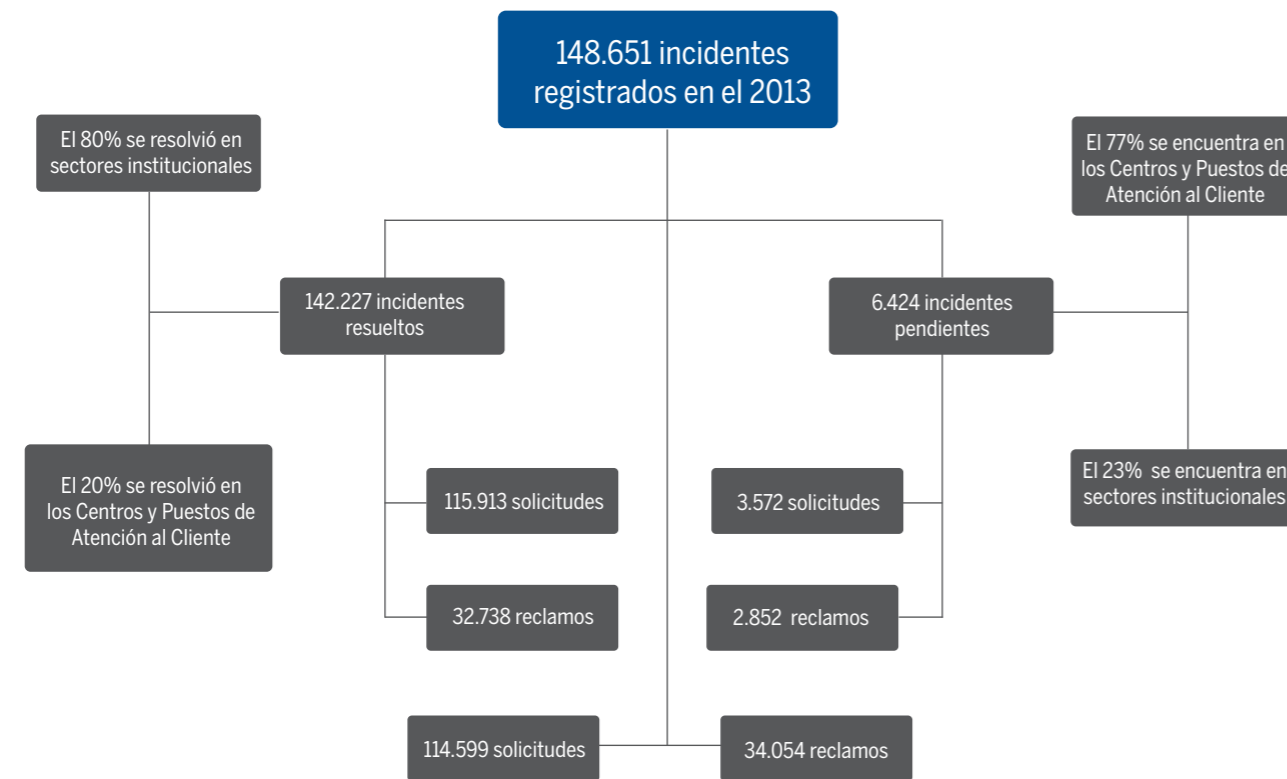 148.651 incidentes
registrados en el 2013
El 80% se resolvió en
sectores institucionales
El 77% se encuentra en
los Centros y Puestos de
Atención al Cliente
142.227 incidentes
resueltos
6.424 incidentes
pendientes
El 20% se resolvió en
los Centros y Puestos de
Atención al Cliente
115.913 solicitudes
3.572 solicitudes
El 23% se encuentra en
sectores institucionales
32.738 reclamos
2.852 reclamos
114.599 solicitudes
34.054 reclamos